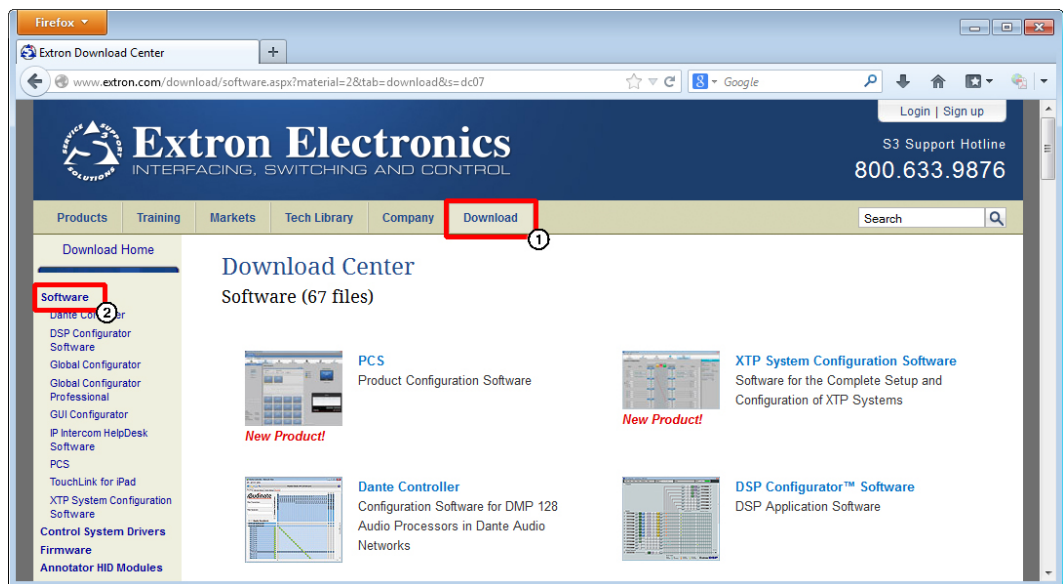 Firefox
Extron Download Center
www.extron.com/download/software.aspx?material=2&tab=download&s=dc07
Google
Login | Sign up
SERVICE SUPPORT SOLUTIONS
S3
Extron Electronics
INTERFACING, SWITCHING AND CONTROL
S3 Support Hotline
800.633.9876
Products Training Markets Tech Library Company Download
Search
1
Download Home
Software
2
DSP Configurator
Software
Global Configurator
Global Configurator
Professional
GUI Configurator
IP Intercom HelpDesk
Software
PCS
TouchLink for iPad
XTP System Configuration
Software
Control System Drivers
Firmware
Annotator HID Modules
Download Center
Software (67 files)
PCS
Product Configuration Software
New Product!
XTP System Configuration Software
Software for the Complete Setup and
Configuration of XTP Systems
New Product!
Dante Controller
Configuration Software for DMP 128
Audio Processors in Dante Audio
Networks
DSP Configurator™ Software
DSP Application Software